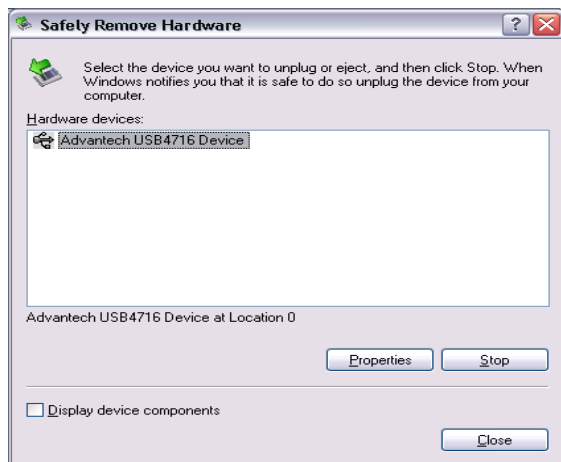 Safely Remove Hardware
Select the device you want to unplug or eject, and then click Stop. When
Windows notifies you that it is safe to do so unplug the device from your
computer.
Hardware devices:
Advantech USB4716 Device
Advantech USB4716 Device at Location 0
Properties Stop
Display device components
Close